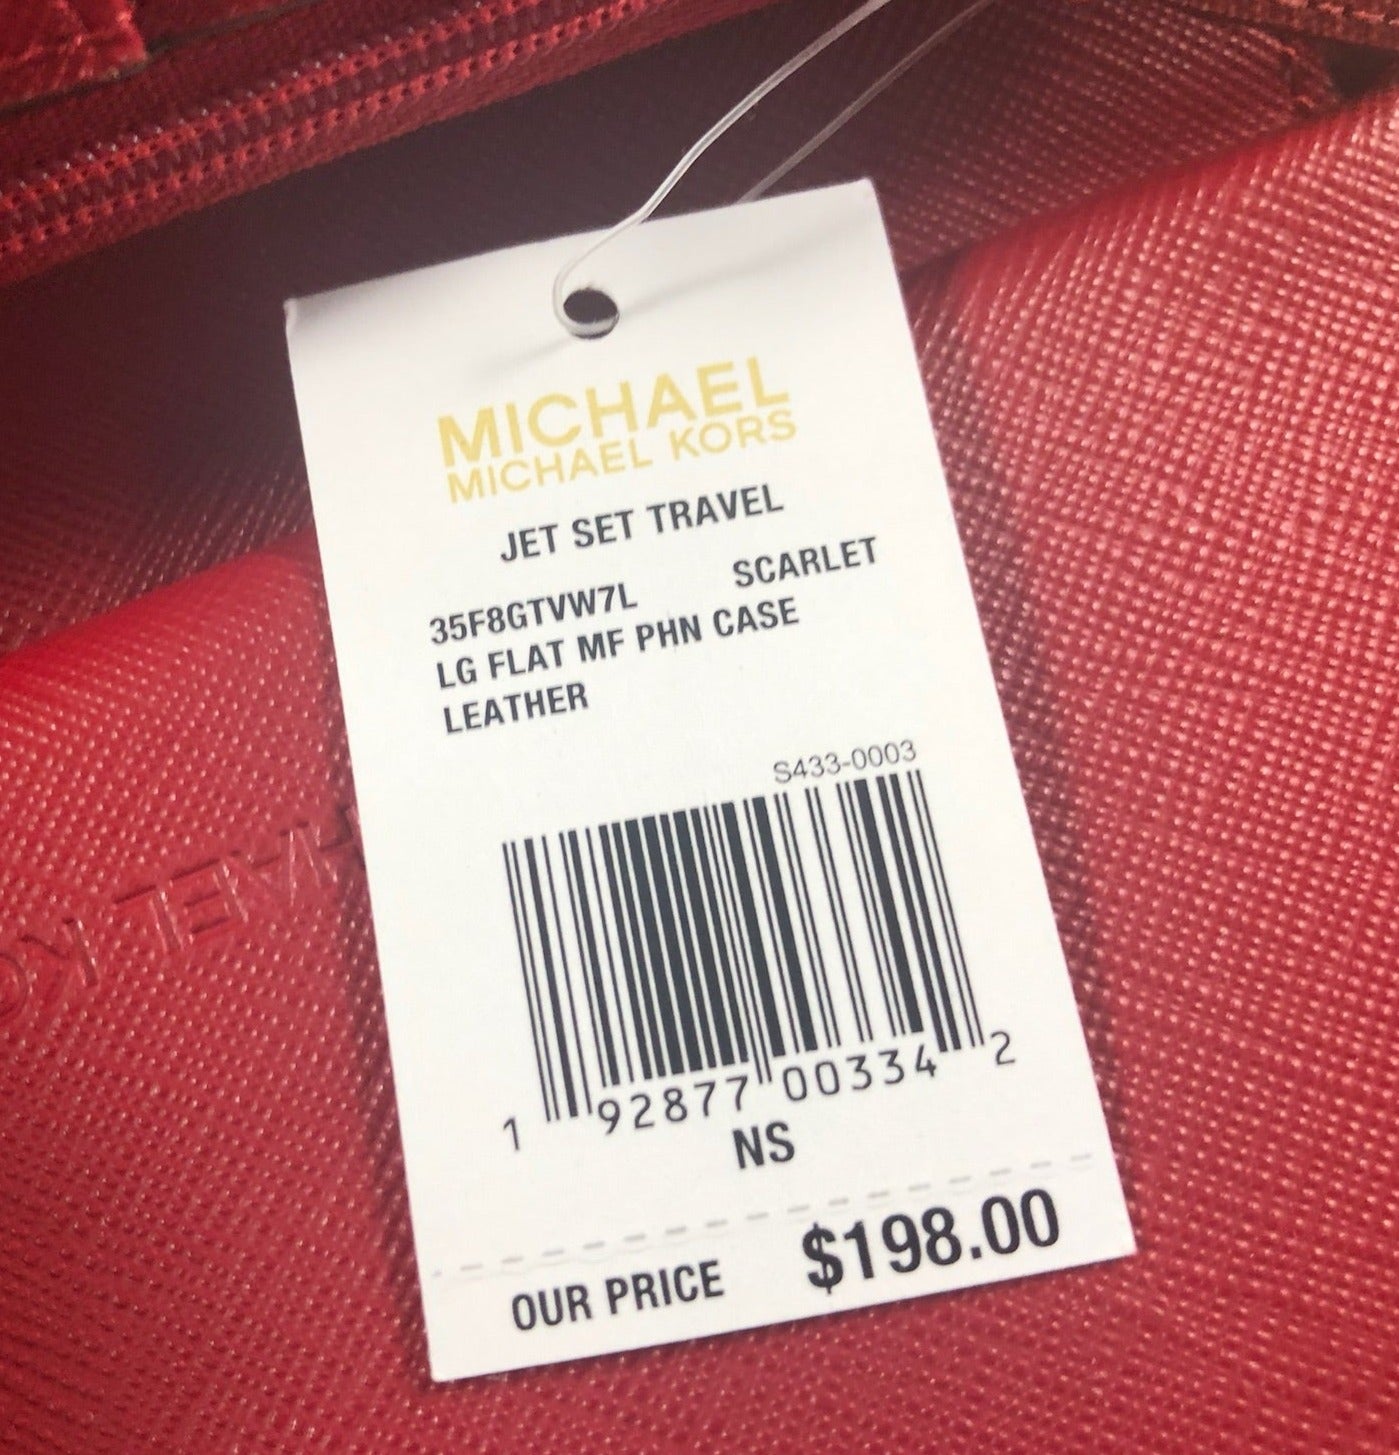 MICHAEL
MICHAEL KORS
JET SET TRAVEL
35F8GTVW7L SCARLET
LG FLAT MF PHN CASE
LEATHER
S433-0003
1 92877 00334 2
NS
OUR PRICE $198.00